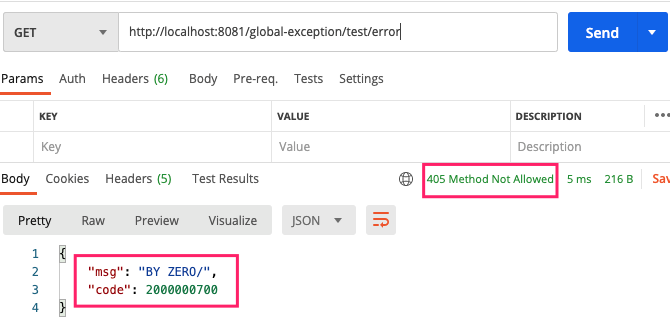 GET http://localhost:8081/global-exception/test/error Send
Params Auth Headers (6) Body Pre-req. Tests Settings
KEY VALUE DESCRIPTION
Key Value Description
Body Cookies Headers (5) Test Results 405 Method Not Allowed 5 ms 216 B Sav
Pretty Raw Preview Visualize JSON
1 {
2 "msg": "BY ZERO/",
3 "code": 2000000700
4 }